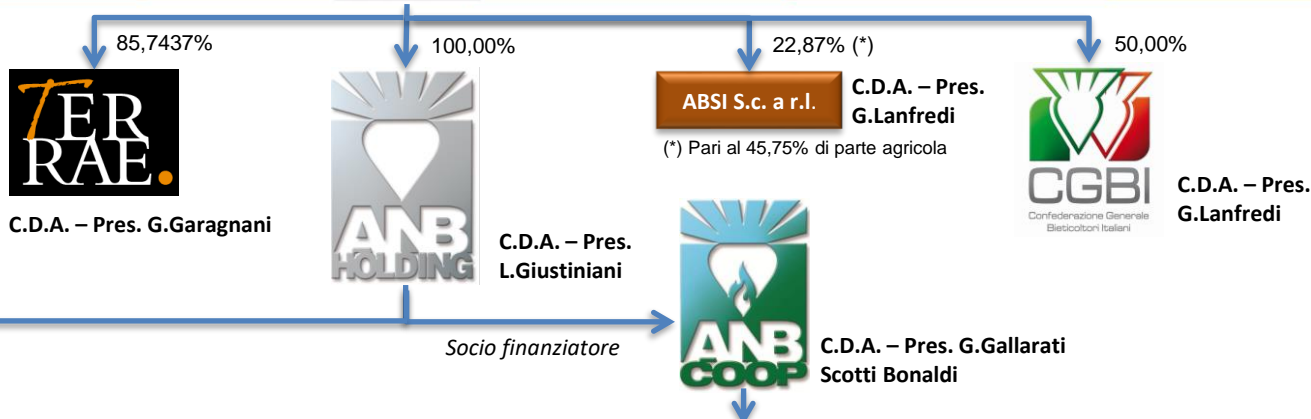 85,7437%
100,00%
22,87% (*)
50,00%
TER
RAE.
C.D.A. – Pres. G.Garagnani
ANB
HOLDING
C.D.A. – Pres.
L.Giustiniani
ABSI S.c. a r.l.
C.D.A. – Pres.
G.Lanfredi
(*) Pari al 45,75% di parte agricola
CGBI
Confederazione Generale
Bieticoltori Italiani
C.D.A. – Pres.
G.Lanfredi
Socio finanziatore
ANB
COOP
C.D.A. – Pres. G.Gallarati
Scotti Bonaldi